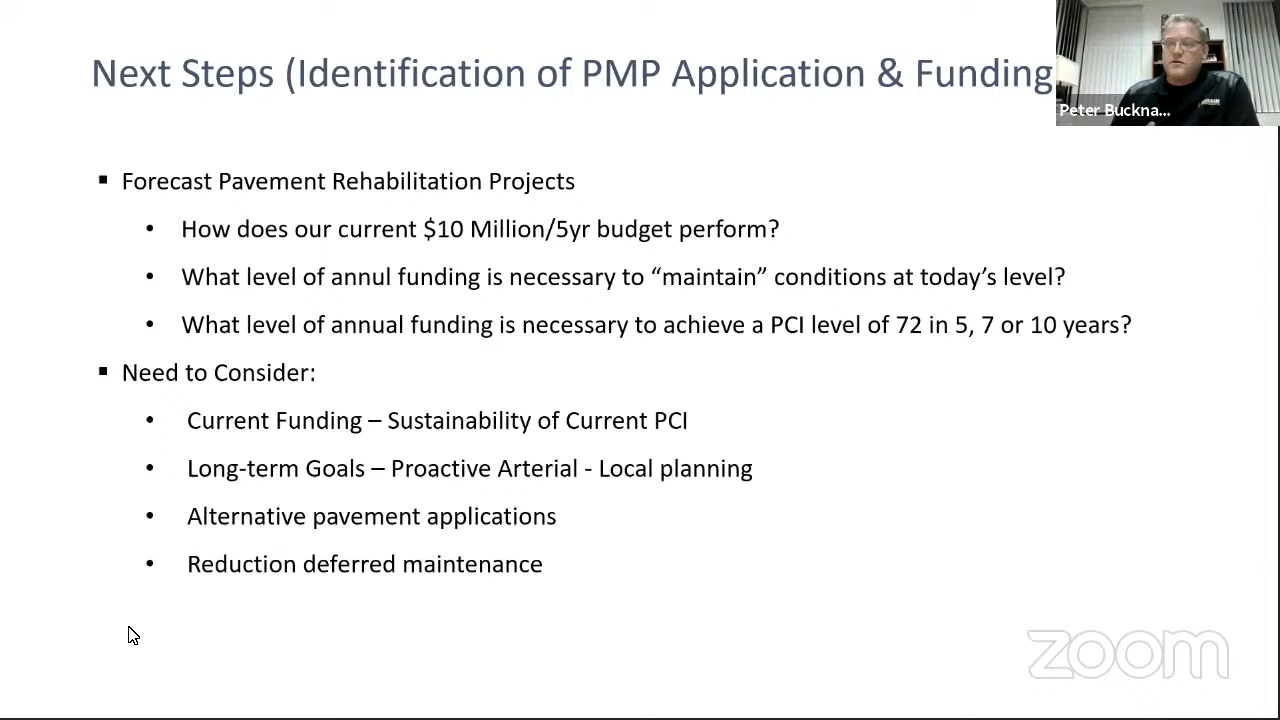 Next Steps (Identification of PMP Application & Funding
Peter Buckna...
▪ Forecast Pavement Rehabilitation Projects
• How does our current $10 Million/5yr budget perform?
• What level of annul funding is necessary to “maintain” conditions at today’s level?
• What level of annual funding is necessary to achieve a PCI level of 72 in 5, 7 or 10 years?
▪ Need to Consider:
• Current Funding – Sustainability of Current PCI
• Long-term Goals – Proactive Arterial - Local planning
• Alternative pavement applications
• Reduction deferred maintenance
zoom